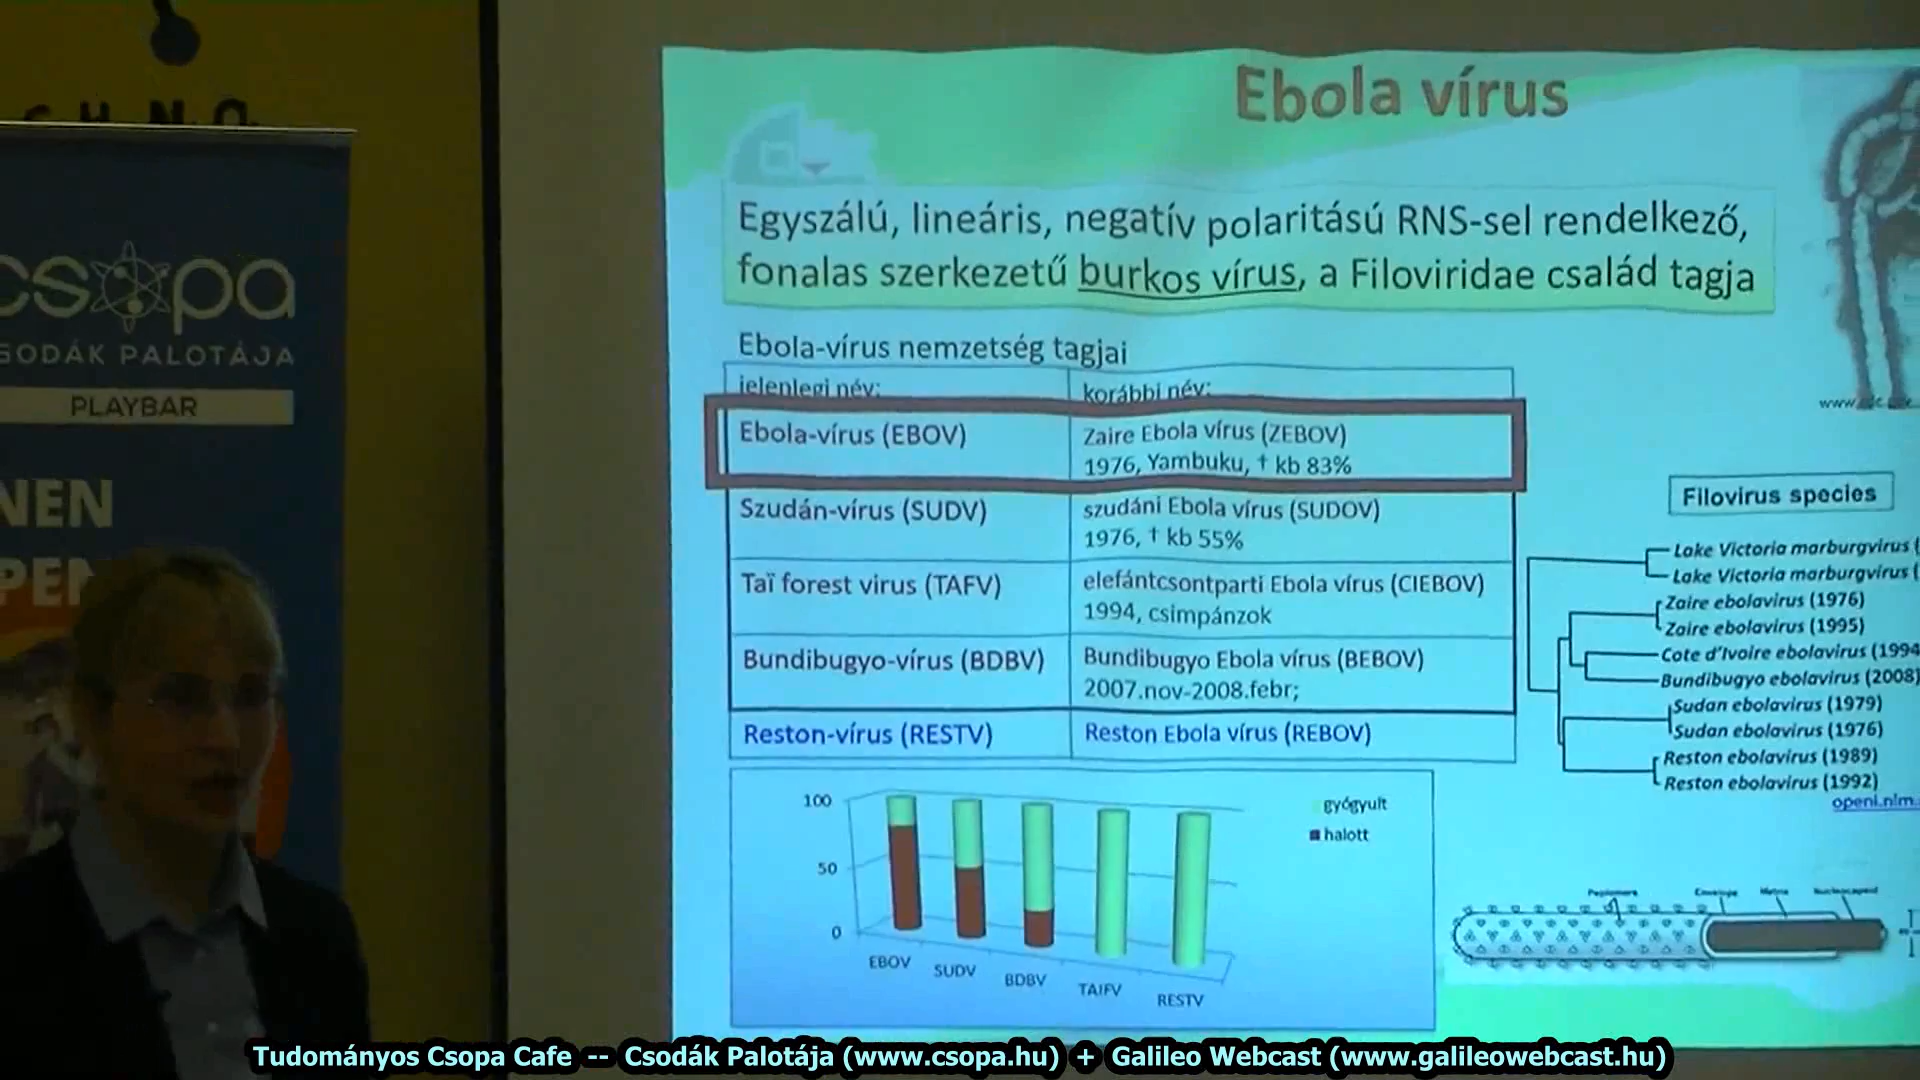 csopa
CSODÁK PALOTÁJA
PLAYBAR
Ebola vírus
Egyszálú, lineáris, negatív polaritású RNS-sel rendelkező,
fonalas szerkezetű burkos vírus, a Filoviridae család tagja
Ebola-vírus nemzetség tagjai
jelenlegi név: korábbi név:
Ebola-vírus (EBOV) Zaire Ebola vírus (ZEBOV)
1976, Yambuku, † kb 83%
Szudán-vírus (SUDV) szudáni Ebola vírus (SUDOV)
1976, † kb 55%
Taï forest virus (TAFV) elefántcsontparti Ebola vírus (CIEBOV)
1994, csimpánzok
Bundibugyo-vírus (BDBV) Bundibugyo Ebola vírus (BEBOV)
2007.nov-2008.febr;
Reston-vírus (RESTV) Reston Ebola vírus (REBOV)
Filovirus species
Lake Victoria marburgvirus (
Lake Victoria marburgvirus (
Zaire ebolavirus (1976)
Zaire ebolavirus (1995)
Cote d'Ivoire ebolavirus (1994
Bundibugyo ebolavirus (2008)
Sudan ebolavirus (1979)
Sudan ebolavirus (1976)
Reston ebolavirus (1989)
Reston ebolavirus (1992)
openi.nlm.
100
50
0
EBOV SUDV BDBV TAIFV RESTV
gyógyult
halott
Peplomers Envelope Matrix Nucleocapsid
Tudományos Csopa Cafe -- Csodák Palotája (www.csopa.hu) + Galileo Webcast (www.galileowebcast.hu)